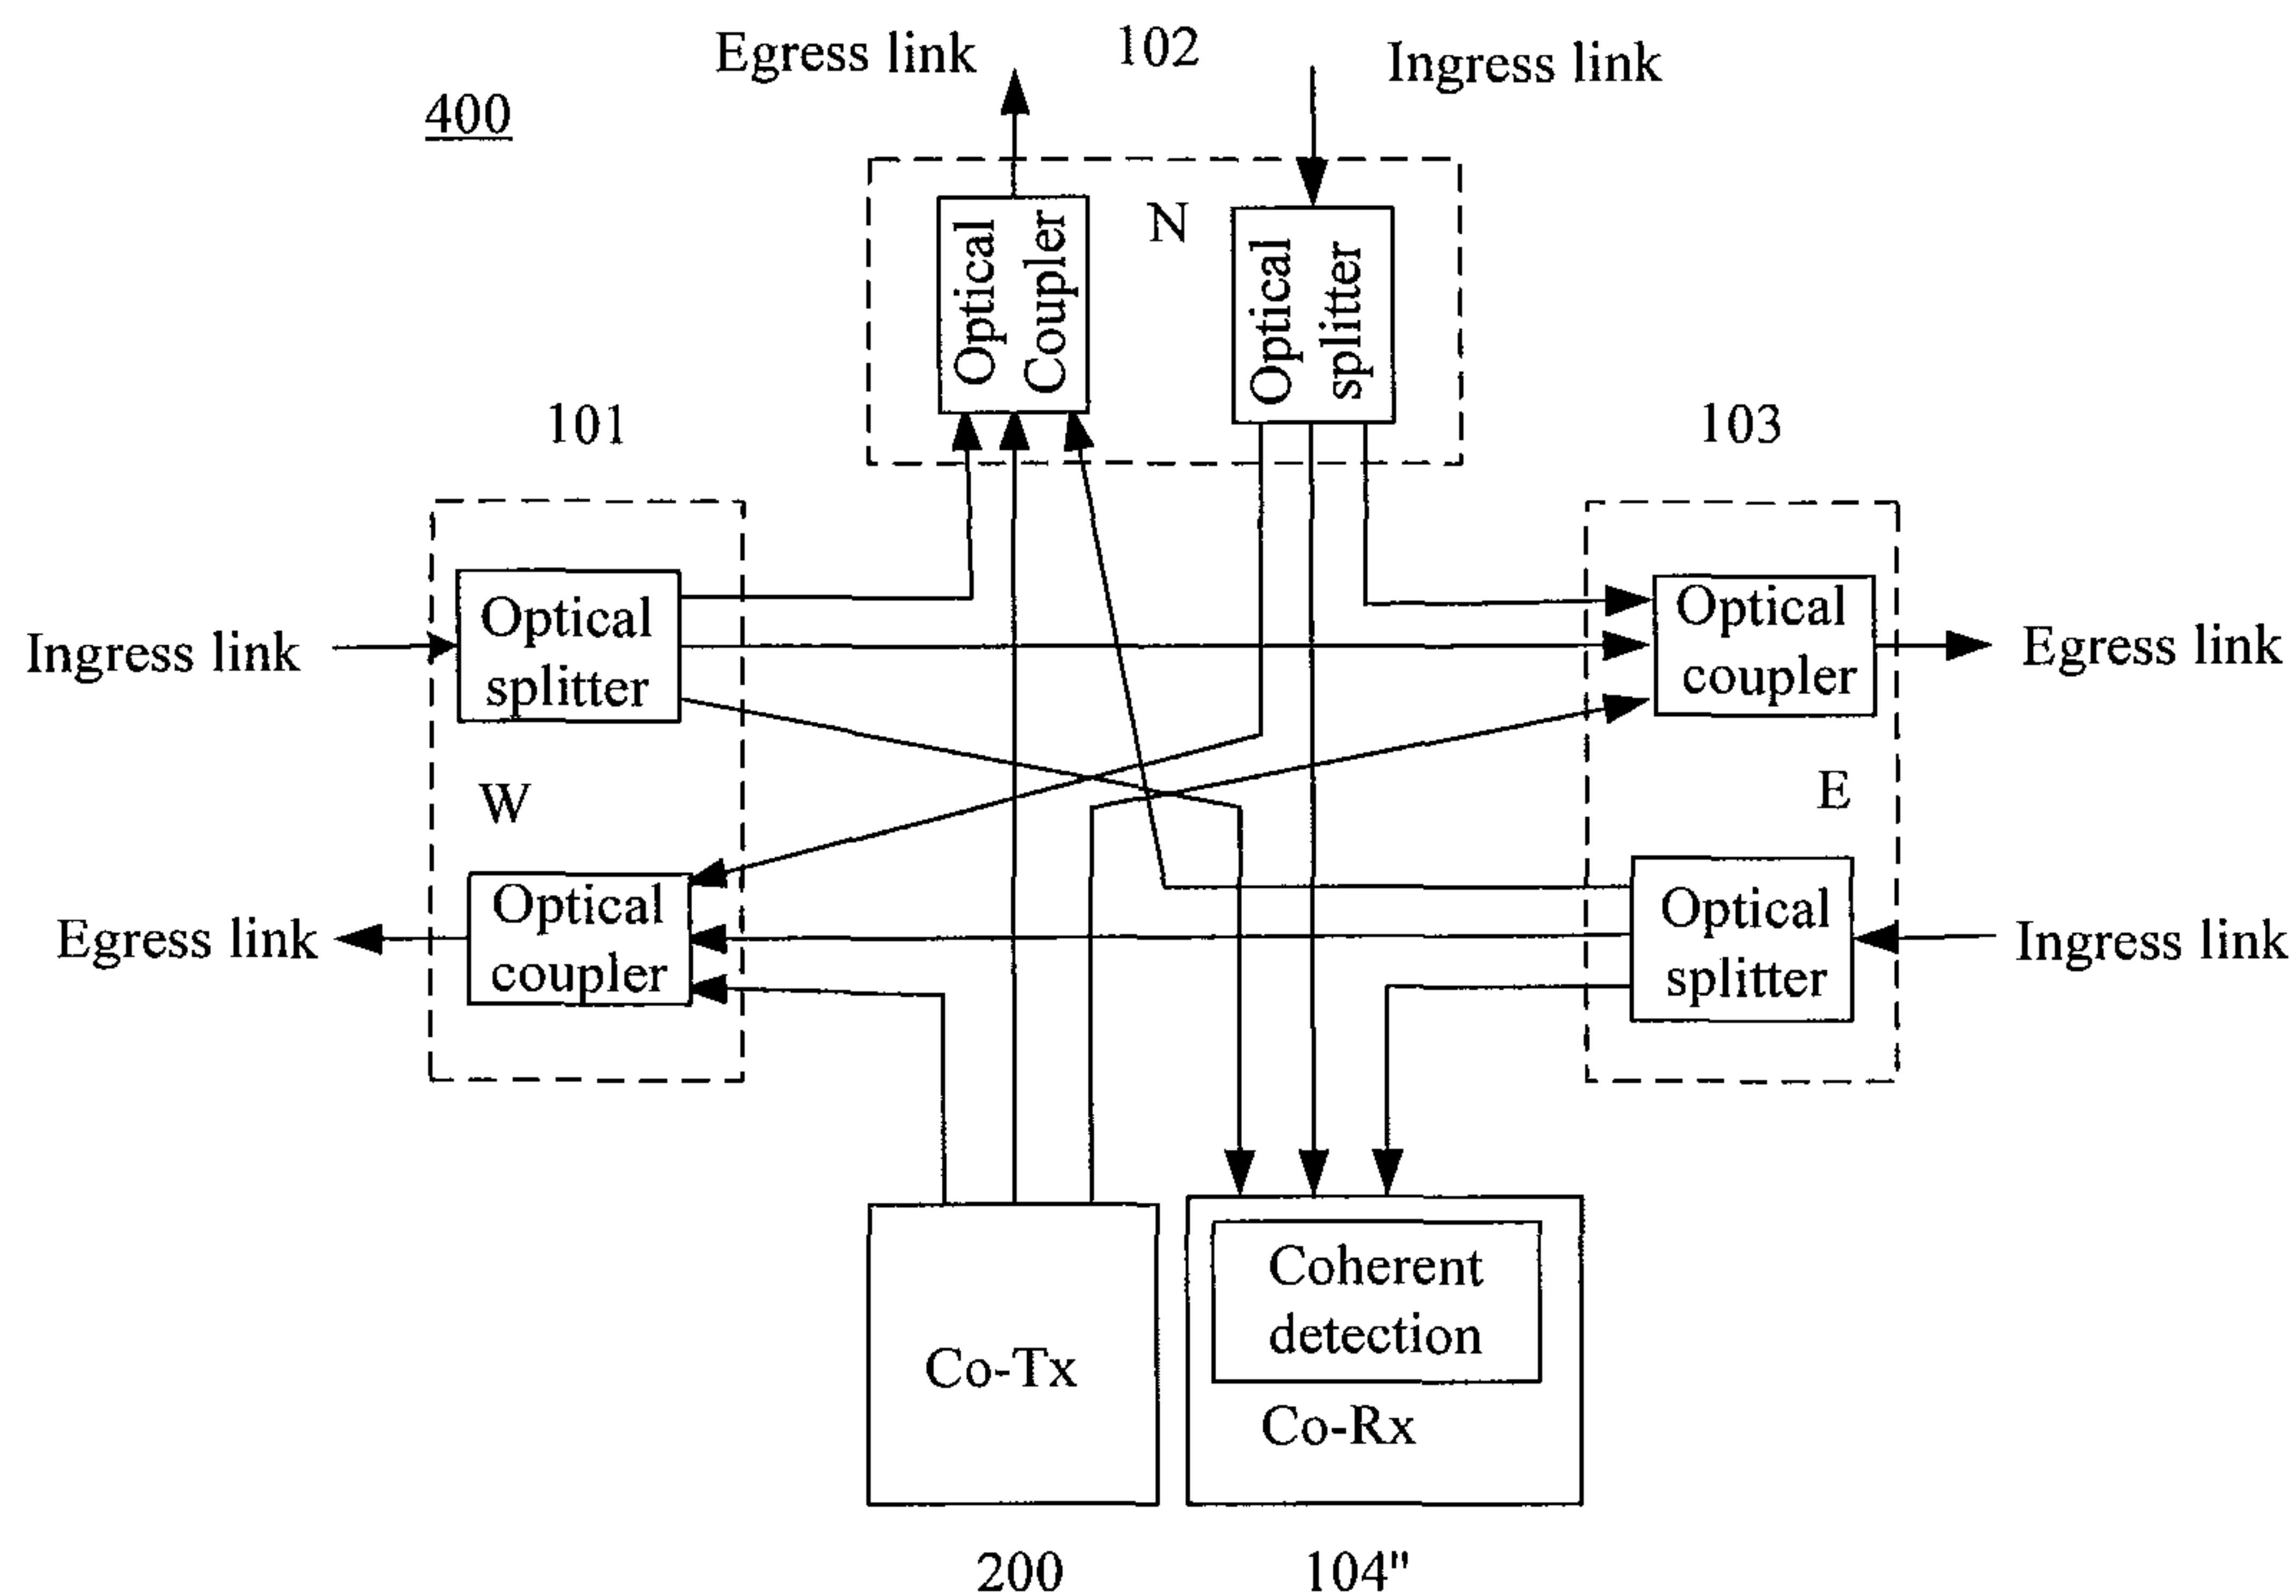 Egress link
102
Ingress link
400
N
Optical
Coupler
Optical
splitter
101
103
Optical
splitter
Optical
coupler
Ingress link
Egress link
W
E
Optical
coupler
Optical
splitter
Egress link
Ingress link
Coherent
detection
Co-Tx
Co-Rx
200
104"